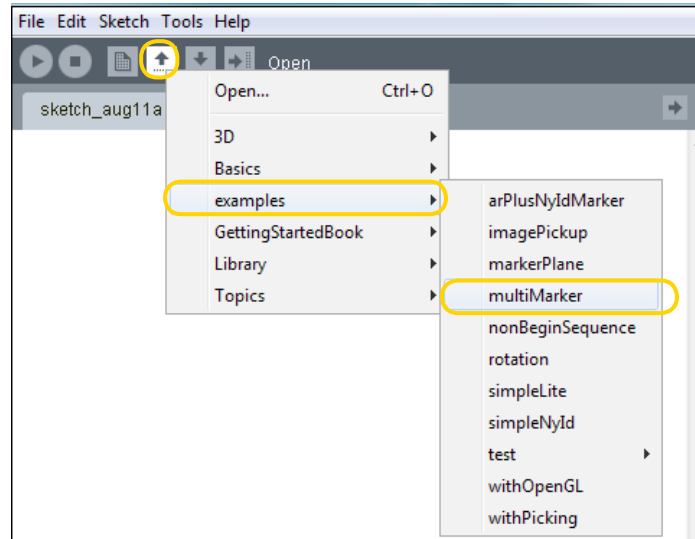 File Edit Sketch Tools Help
Open
sketch_aug11a
Open... Ctrl+O
3D
Basics
examples
GettingStartedBook
Library
Topics
arPlusNyIdMarker
imagePickup
markerPlane
multiMarker
nonBeginSequence
rotation
simpleLite
simpleNyId
test
withOpenGL
withPicking